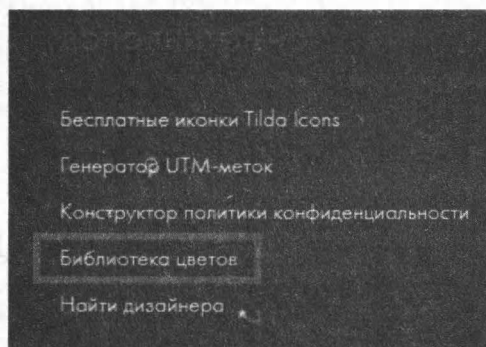 Бесплатные иконки Tilda Icons
Генератор UTM-меток
Конструктор политики конфиденциальности
Библиотека цветов
Найти дизайнера